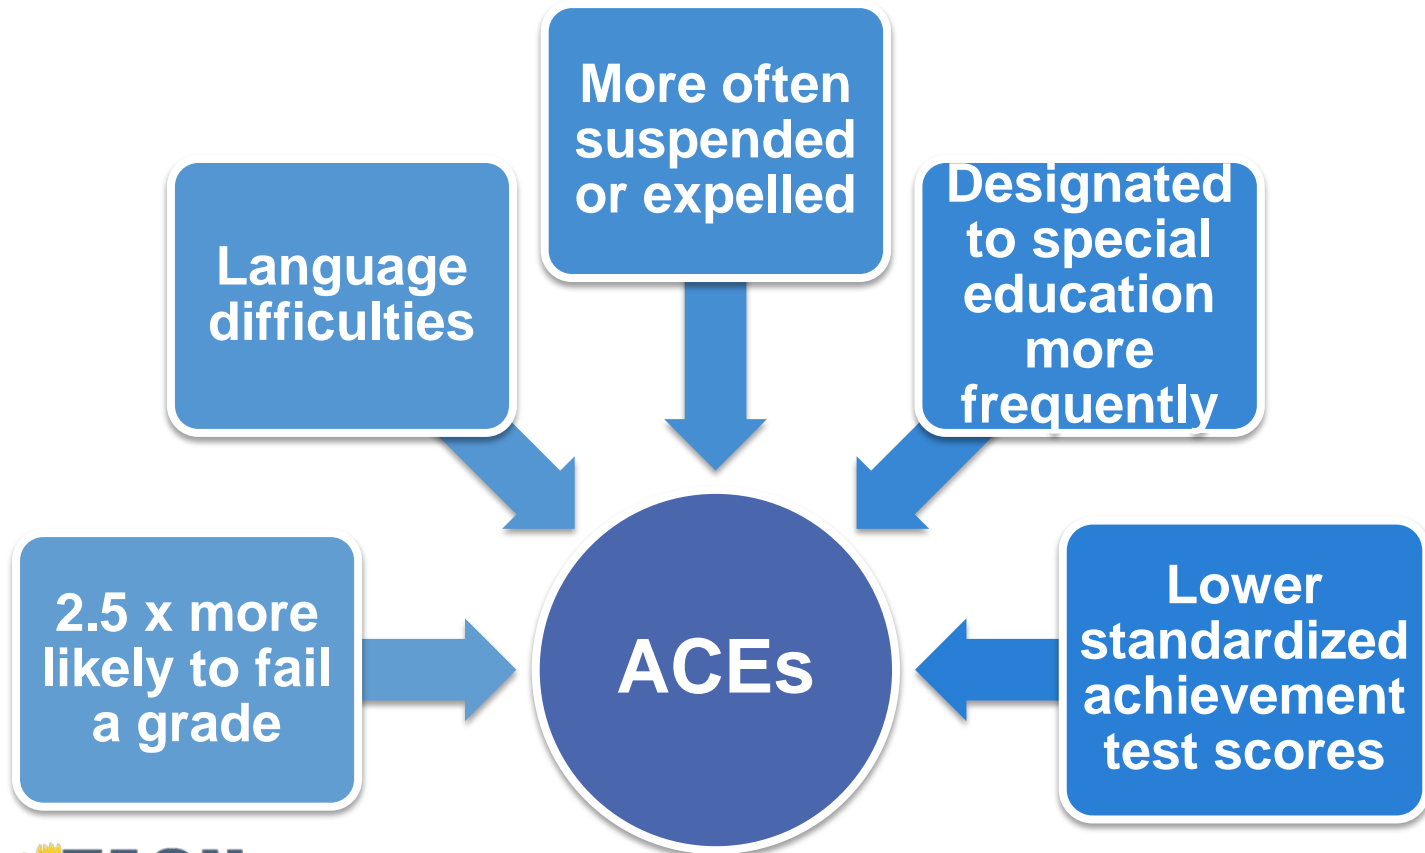 More often
suspended
or expelled
Language
difficulties
Designated
to special
education
more
frequently
2.5 x more
likely to fail
a grade
ACEs
Lower
standardized
achievement
test scores